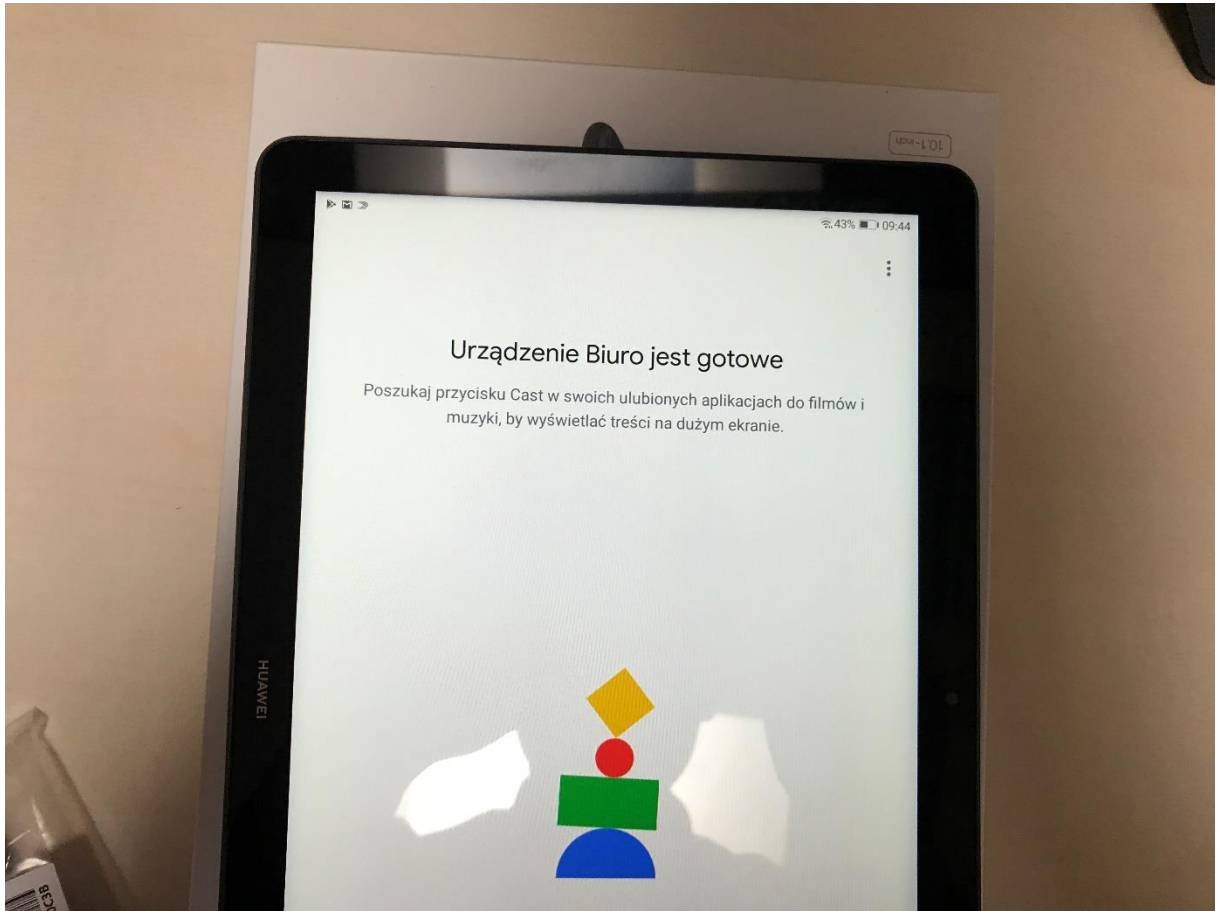 10.1-inch
43% 09:44
Urządzenie Biuro jest gotowe
Poszukaj przycisku Cast w swoich ulubionych aplikacjach do filmów i
muzyki, by wyświetlać treści na dużym ekranie.
HUAWEI